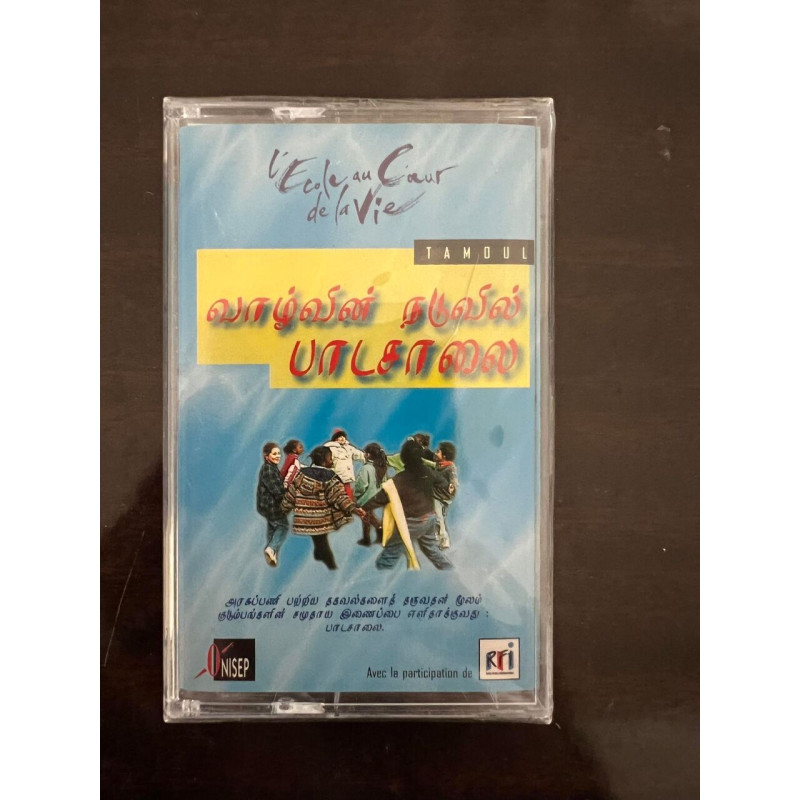 l'Ecole au Cœur
de la Vie
TAMOUL
வாழ்வின் நடுவில்
பாடசாலை
அரசுப்பணி பற்றிய தகவல்களைத் தருவதன் மூலம்
குடும்பங்களின் சமுதாய இணைப்பை எளிதாக்குவது :
பாடசாலை.
ONISEP
Avec la participation de
RFI